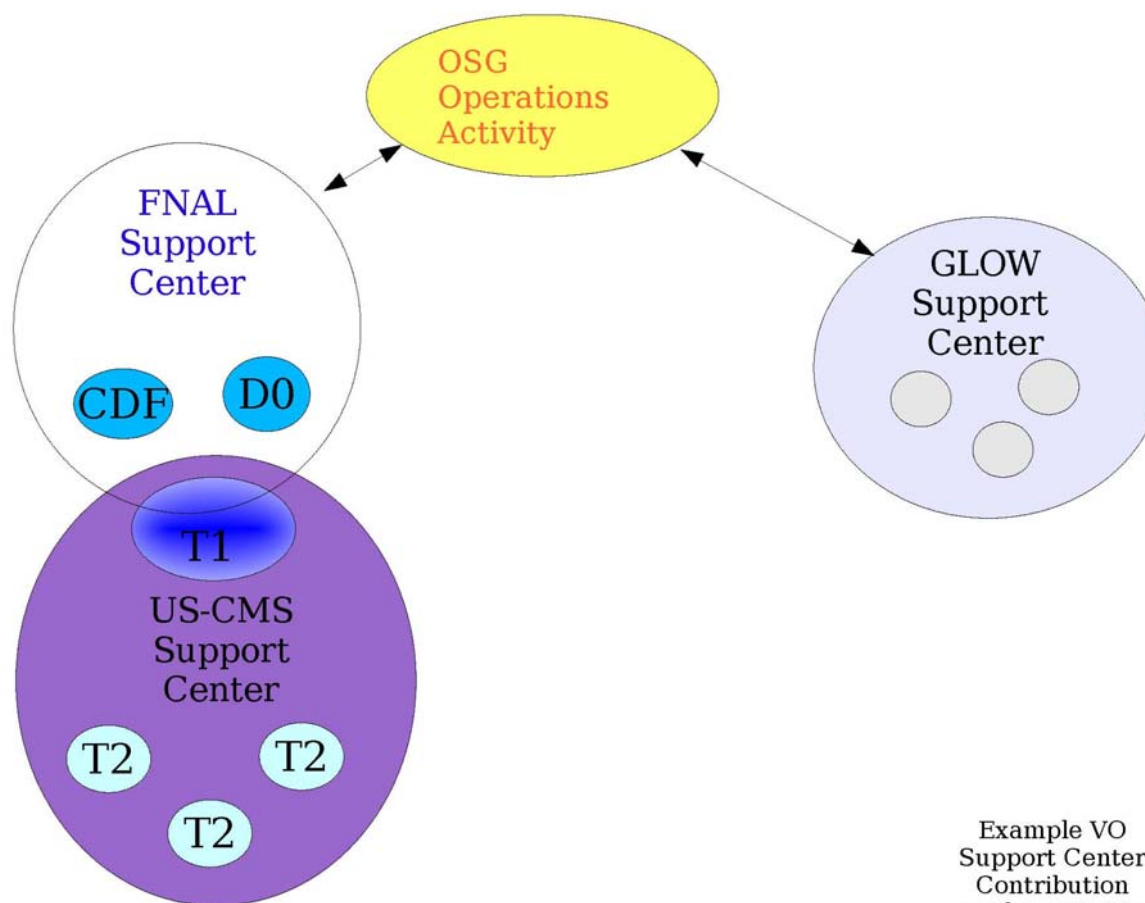 OSG
Operations
Activity
FNAL
Support
Center
CDF
D0
GLOW
Support
Center
T1
US-CMS
Support
Center
T2
T2
T2
Example VO
Support Center
Contribution